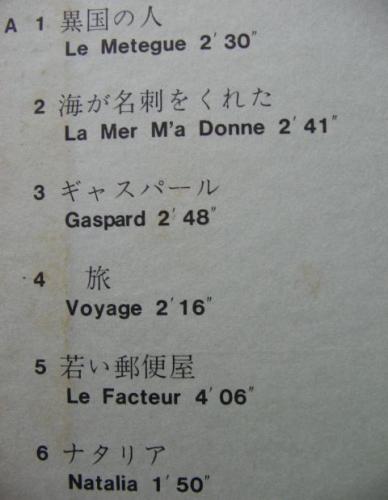 A 1 異国の人
Le Metegue 2′30″
2 海が名刺をくれた
La Mer M'a Donne 2′41″
3 ギャスパール
Gaspard 2′48″
4 旅
Voyage 2′16″
5 若い郵便屋
Le Facteur 4′06″
6 ナタリア
Natalia 1′50″